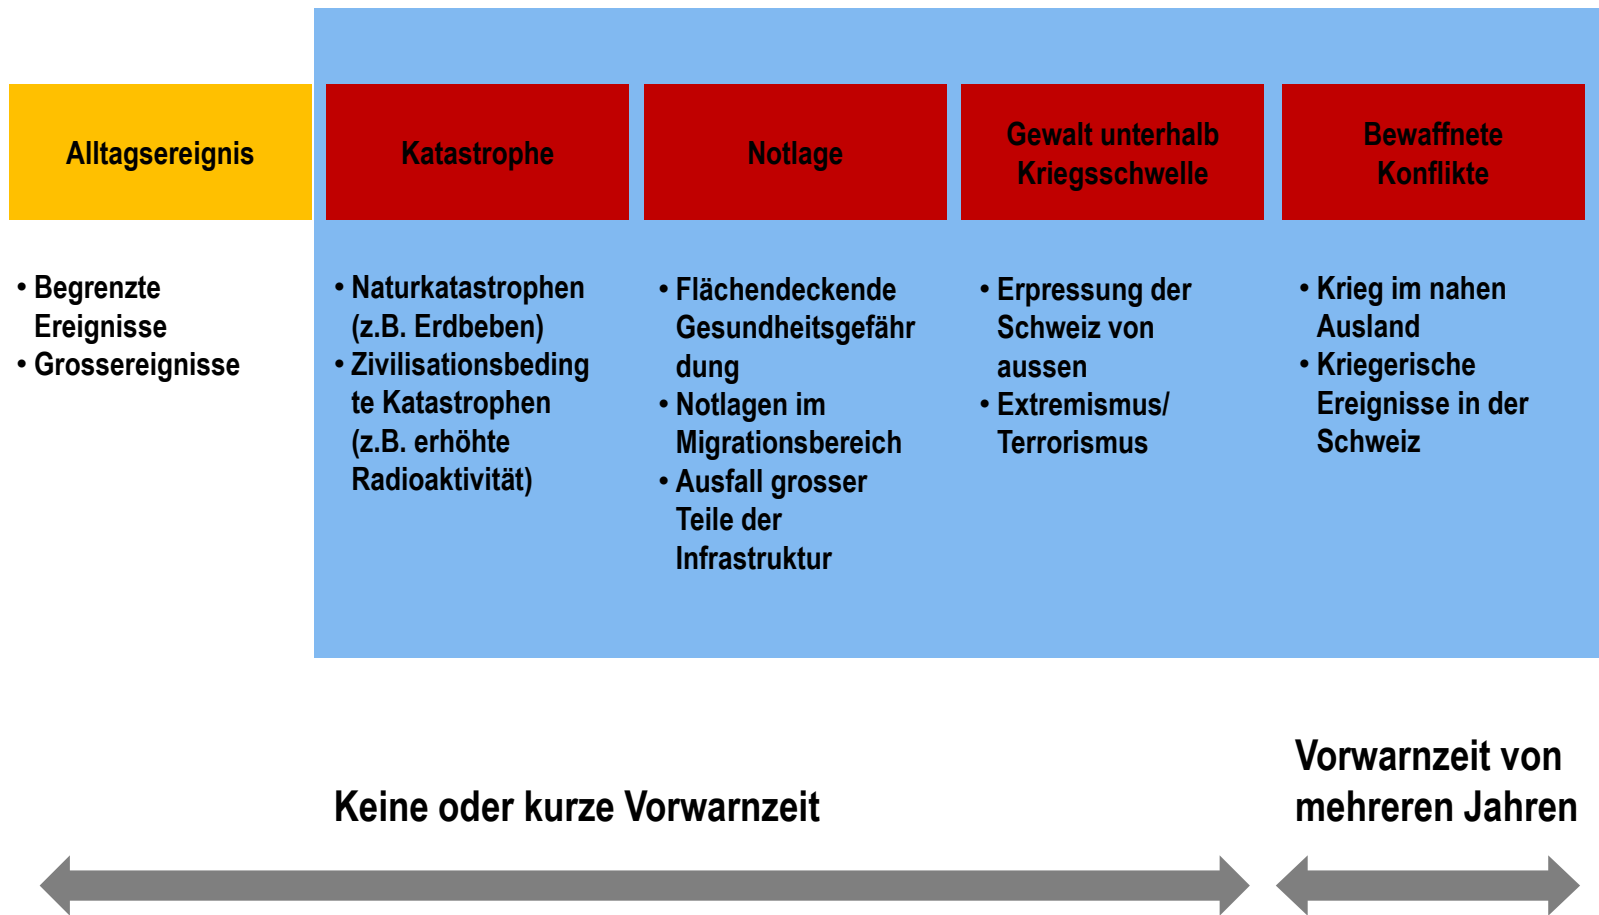 Alltagsereignis
• Begrenzte
Ereignisse
• Grossereignisse
Katastrophe
• Naturkatastrophen
(z.B. Erdbeben)
• Zivilisationsbeding
te Katastrophen
(z.B. erhöhte
Radioaktivität)
Notlage
• Flächendeckende
Gesundheitsgefähr
dung
• Notlagen im
Migrationsbereich
• Ausfall grosser
Teile der
Infrastruktur
Gewalt unterhalb
Kriegsschwelle
• Erpressung der
Schweiz von
aussen
• Extremismus/
Terrorismus
Bewaffnete
Konflikte
• Krieg im nahen
Ausland
• Kriegerische
Ereignisse in der
Schweiz
Keine oder kurze Vorwarnzeit
Vorwarnzeit von
mehreren Jahren